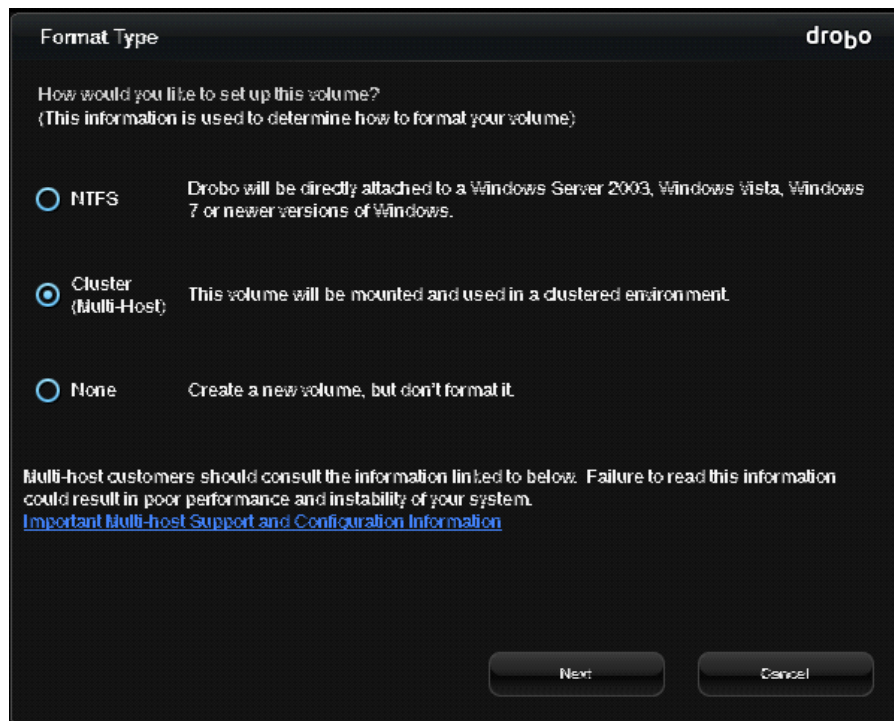 Format Type
drobo
How would you like to set up this volume?
(This information is used to determine how to format your volume)
NTFS
Drobo will be directly attached to a Windows Server 2003, Windows Vista, Windows
7 or newer versions of Windows.
Cluster
(Multi-Host)
This volume will be mounted and used in a clustered environment.
None
Create a new volume, but don't format it.
Multi-host customers should consult the information linked to below. Failure to read this information
could result in poor performance and instability of your system.
Important Multi-host Support and Configuration Information
Next
Cancel